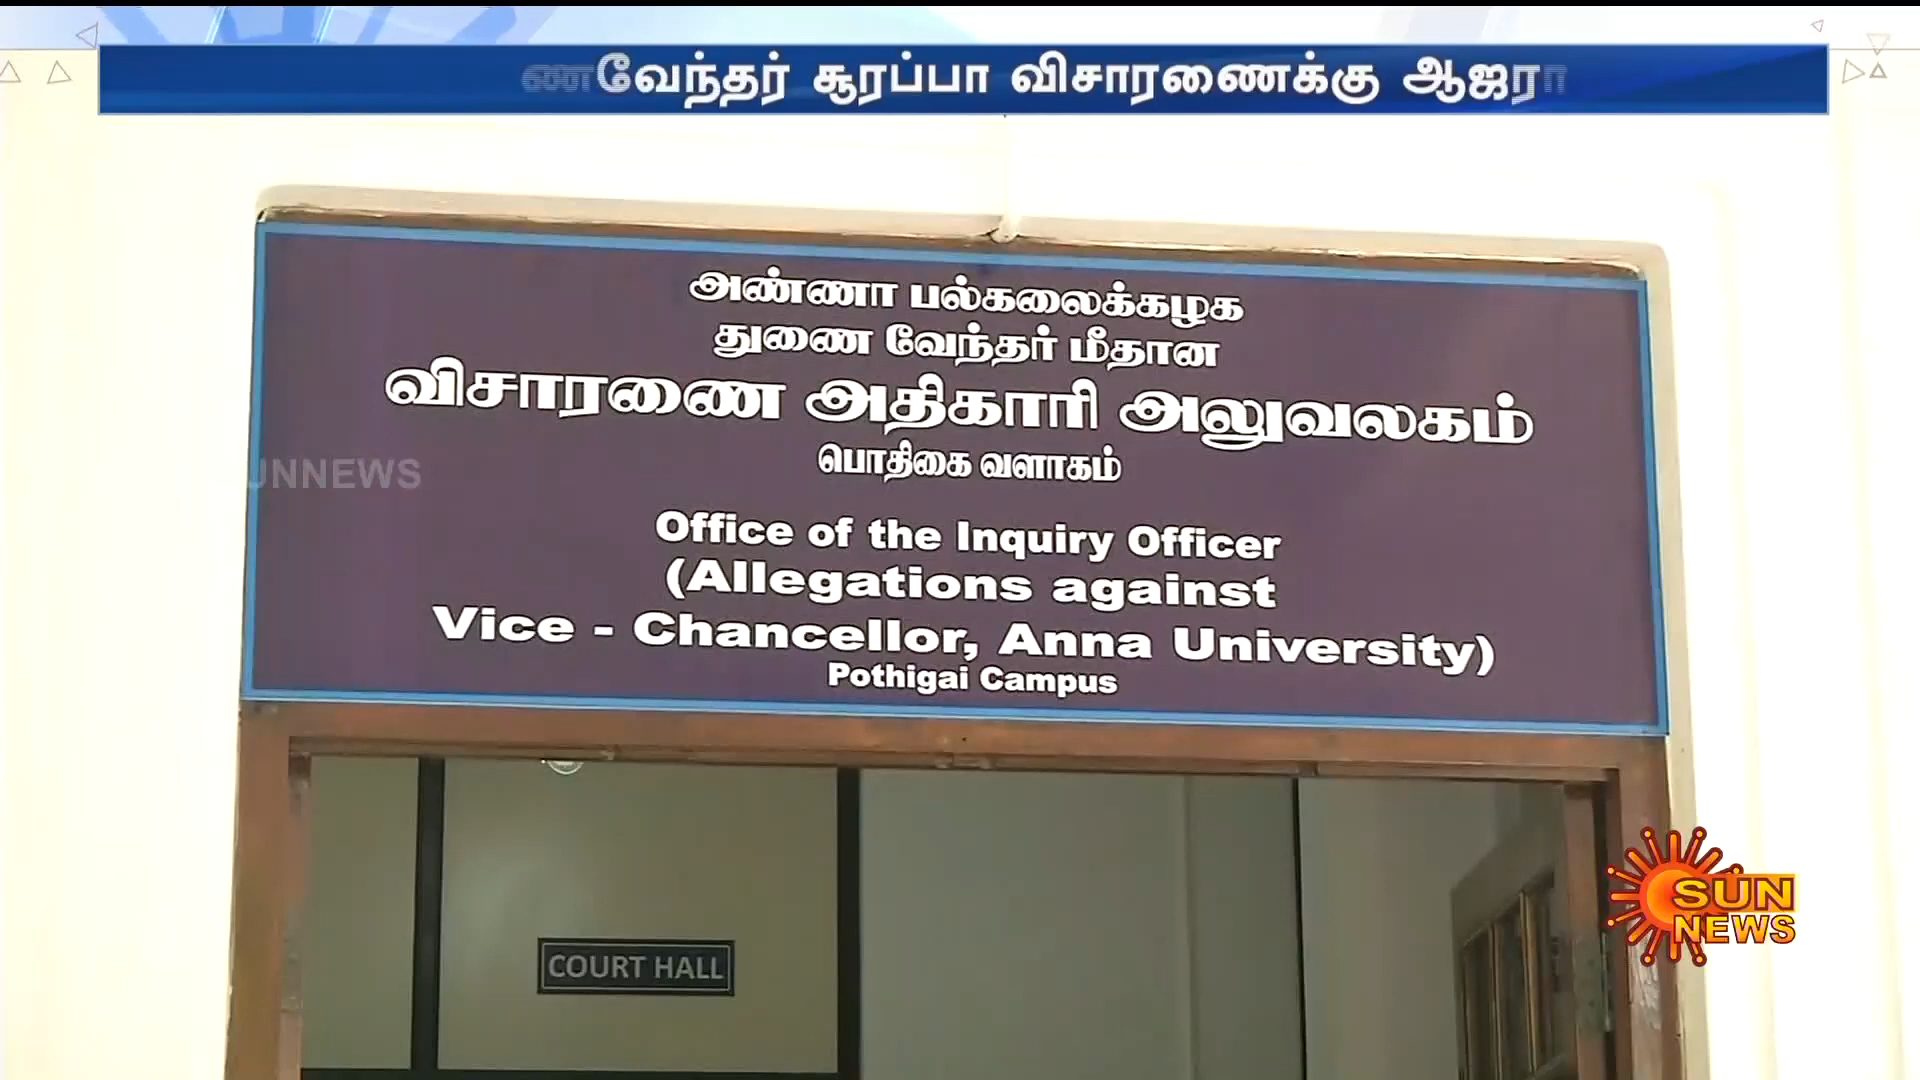 வேந்தர் சூரப்பா விசாரணைக்கு ஆஜரா
அண்ணா பல்கலைக்கழக
துணை வேந்தர் மீதான
விசாரணை அதிகாரி அலுவலகம்
பொதிகை வளாகம்
UNNEWS
Office of the Inquiry Officer
(Allegations against
Vice - Chancellor, Anna University)
Pothigai Campus
COURT HALL
SUN
NEWS